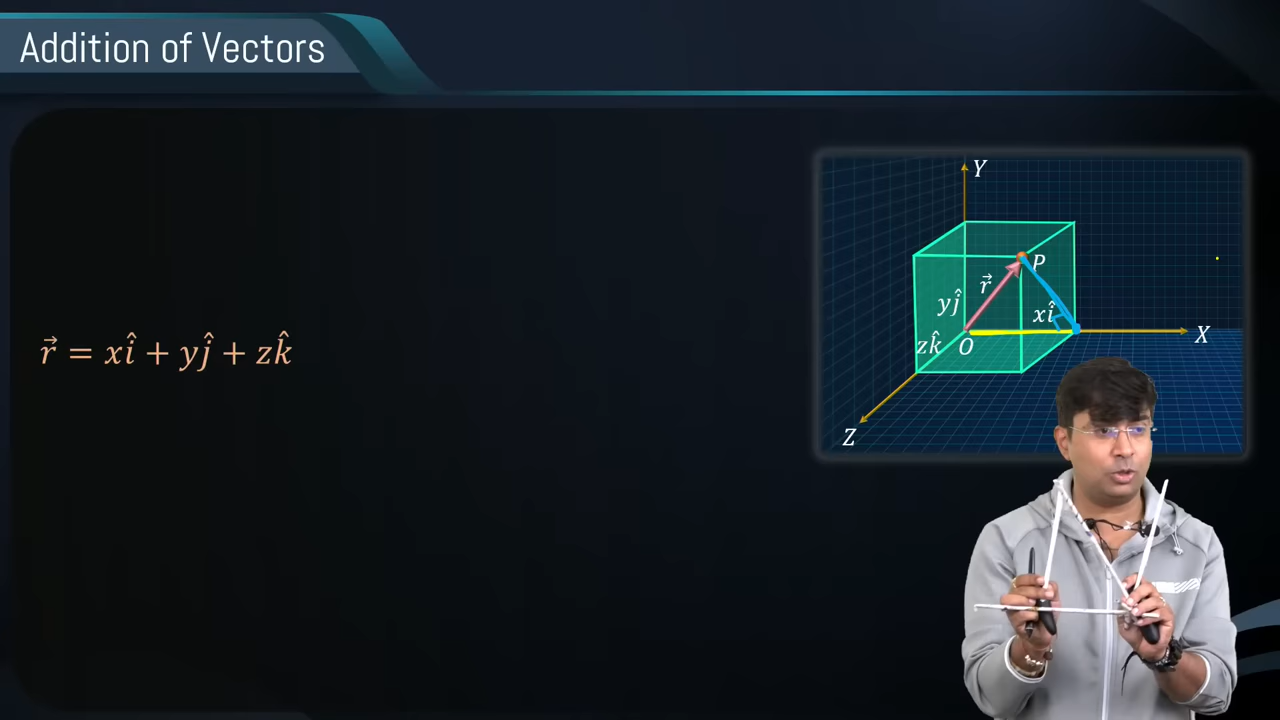 Addition of Vectors
Y
P
r⃗
yĵ
xî
X
zk̂
O
Z
r⃗ = xî + yĵ + zk̂